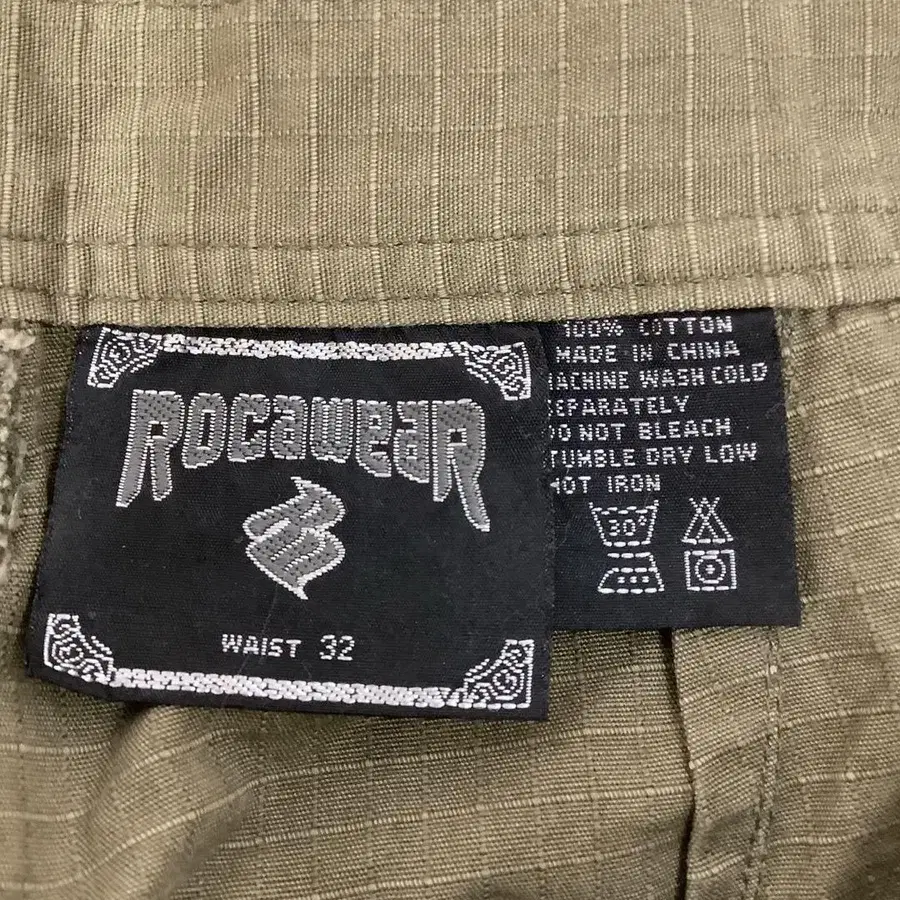 ROCAWEAR
WAIST 32
100% COTTON
MADE IN CHINA
MACHINE WASH COLD
SEPARATELY
DO NOT BLEACH
TUMBLE DRY LOW
HOT IRON
30°